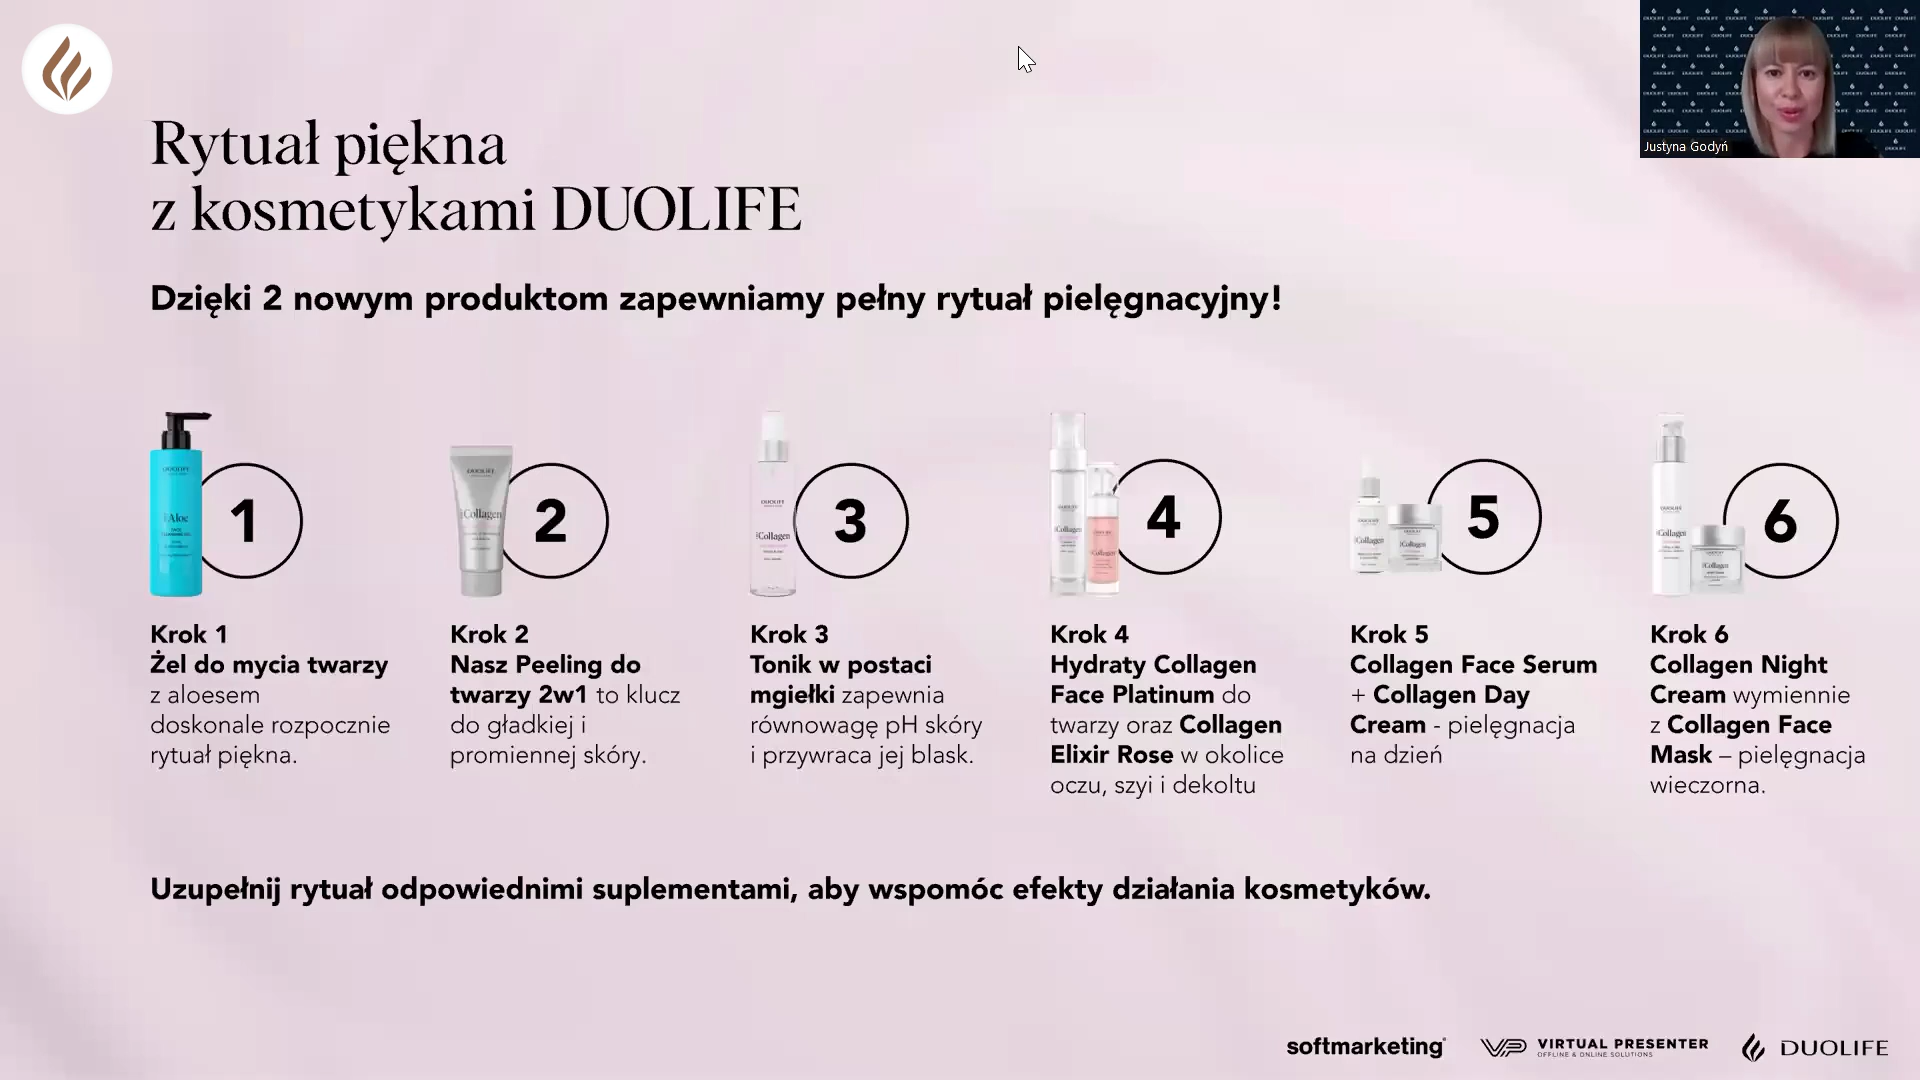 Justyna Godyń
Rytuał piękna
z kosmetykami DUOLIFE
Dzięki 2 nowym produktom zapewniamy pełny rytuał pielęgnacyjny!
1
2
3
4
5
6
Krok 1
Żel do mycia twarzy
z aloesem
doskonale rozpocznie
rytuał piękna.
Krok 2
Nasz Peeling do
twarzy 2w1 to klucz
do gładkiej i
promiennej skóry.
Krok 3
Tonik w postaci
mgiełki zapewnia
równowagę pH skóry
i przywraca jej blask.
Krok 4
Hydraty Collagen
Face Platinum do
twarzy oraz Collagen
Elixir Rose w okolice
oczu, szyi i dekoltu
Krok 5
Collagen Face Serum
+ Collagen Day
Cream - pielęgnacja
na dzień
Krok 6
Collagen Night
Cream wymiennie
z Collagen Face
Mask – pielęgnacja
wieczorna.
Uzupełnij rytuał odpowiednimi suplementami, aby wspomóc efekty działania kosmetyków.
softmarketing
VP VIRTUAL PRESENTER
OFFLINE & ONLINE SOLUTIONS
DUOLIFE